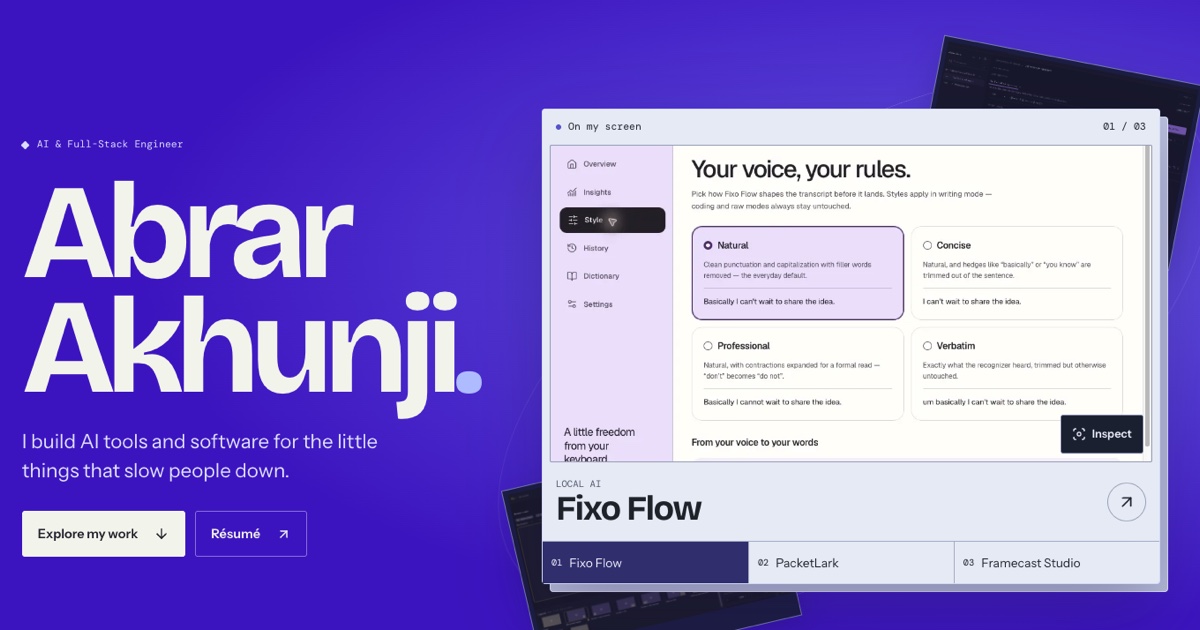 AI & Full-Stack Engineer
Abrar
Akhunji.
I build AI tools and software for the little
things that slow people down.
Explore my work
Résumé
On my screen
01 / 03
Overview
Insights
Style
History
Dictionary
Settings
A little freedom
from your
keyboard
Your voice, your rules.
Pick how Fixo Flow shapes the transcript before it lands. Styles apply in writing mode —
coding and raw modes always stay untouched.
Natural
Clean punctuation and capitalization with filler words
removed — the everyday default.
Basically I can't wait to share the idea.
Concise
Natural, and hedges like "basically" or "you know" are
trimmed out of the sentence.
I can't wait to share the idea.
Professional
Natural, with contractions expanded for a formal read —
"don't" becomes "do not".
Basically I cannot wait to share the idea.
Verbatim
Exactly what the recognizer heard, trimmed but otherwise
untouched.
um basically I can't wait to share the idea.
From your voice to your words
Inspect
LOCAL AI
Fixo Flow
01 Fixo Flow
02 PacketLark
03 Framecast Studio